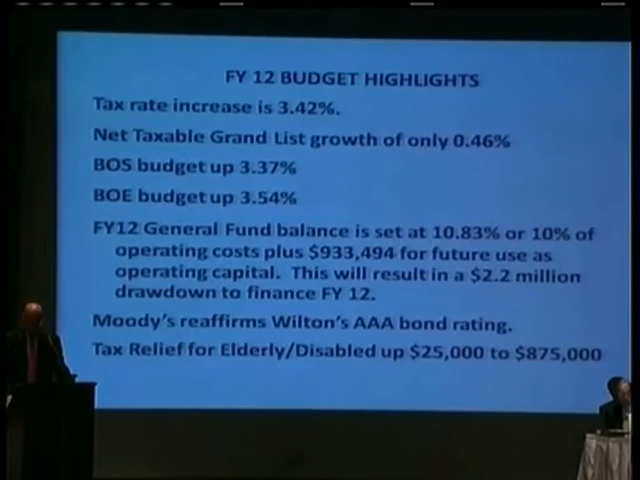 FY 12 BUDGET HIGHLIGHTS
Tax rate increase is 3.42%.
Net Taxable Grand List growth of only 0.46%
BOS budget up 3.37%
BOE budget up 3.54%
FY12 General Fund balance is set at 10.83% or 10% of
operating costs plus $933,494 for future use as
operating capital. This will result in a $2.2 million
drawdown to finance FY 12.
Moody's reaffirms Wilton's AAA bond rating.
Tax Relief for Elderly/Disabled up $25,000 to $875,000